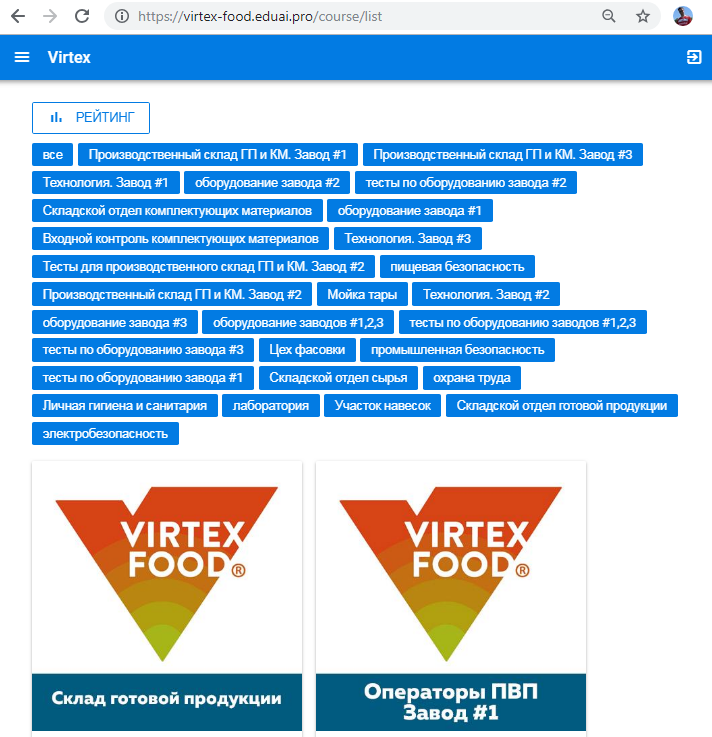 https://virtex-food.eduai.pro/course/list
Virtex
РЕЙТИНГ
все Производственный склад ГП и КМ. Завод #1 Производственный склад ГП и КМ. Завод #3
Технология. Завод #1 оборудование завода #2 тесты по оборудованию завода #2
Складской отдел комплектующих материалов оборудование завода #1
Входной контроль комплектующих материалов Технология. Завод #3
Тесты для производственного склад ГП и КМ. Завод #2 пищевая безопасность
Производственный склад ГП и КМ. Завод #2 Мойка тары Технология. Завод #2
оборудование завода #3 оборудование заводов #1,2,3 тесты по оборудованию заводов #1,2,3
тесты по оборудованию завода #3 Цех фасовки промышленная безопасность
тесты по оборудованию завода #1 Складской отдел сырья охрана труда
Личная гигиена и санитария лаборатория Участок навесок Складской отдел готовой продукции
электробезопасность
VIRTEX
FOOD®
Склад готовой продукции
VIRTEX
FOOD®
Операторы ПВП
Завод #1